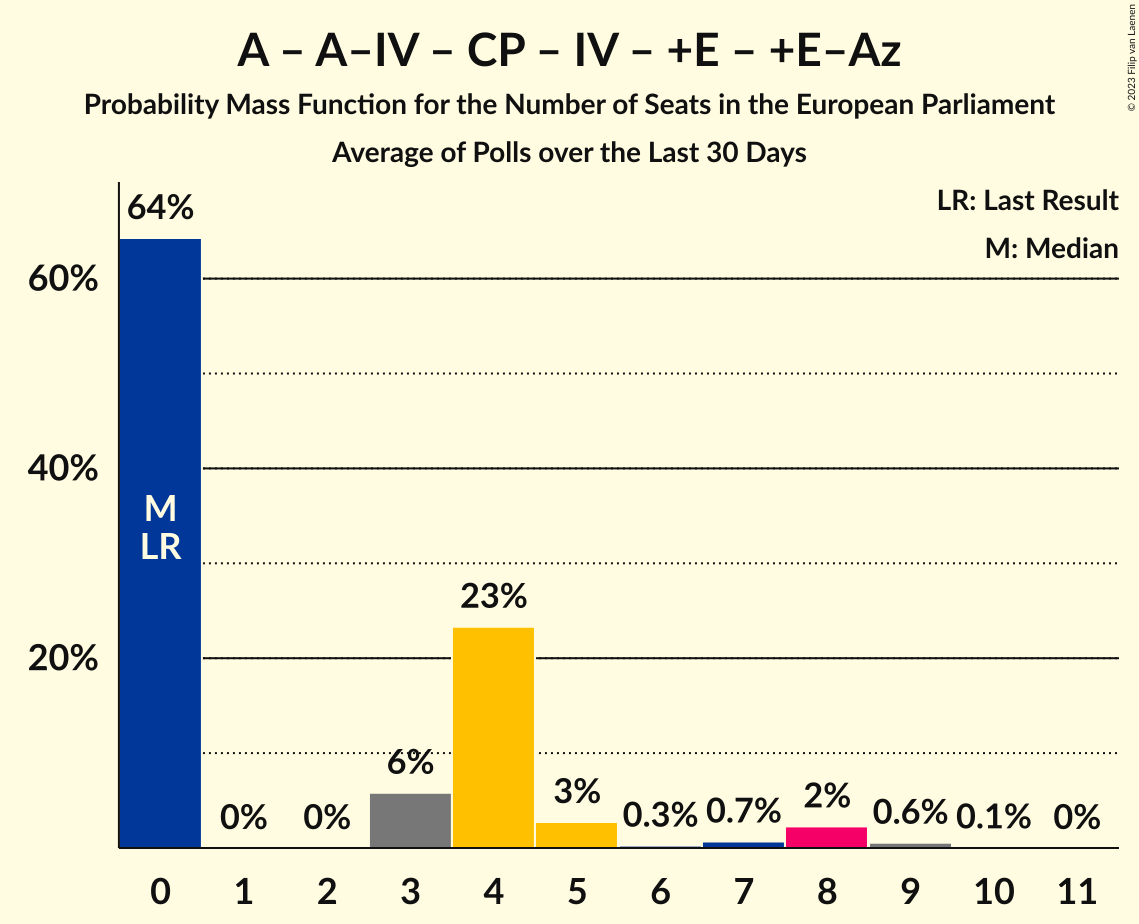 A – A–IV – CP – IV – +E – +E–Az
Probability Mass Function for the Number of Seats in the European Parliament
Average of Polls over the Last 30 Days
© 2023 Filip van Laenen
LR: Last Result
M: Median
64%
60%
40%
20%
M
LR
0%
0%
6%
23%
3%
0.3%
0.7%
2%
0.6%
0.1%
0%
0 1 2 3 4 5 6 7 8 9 10 11